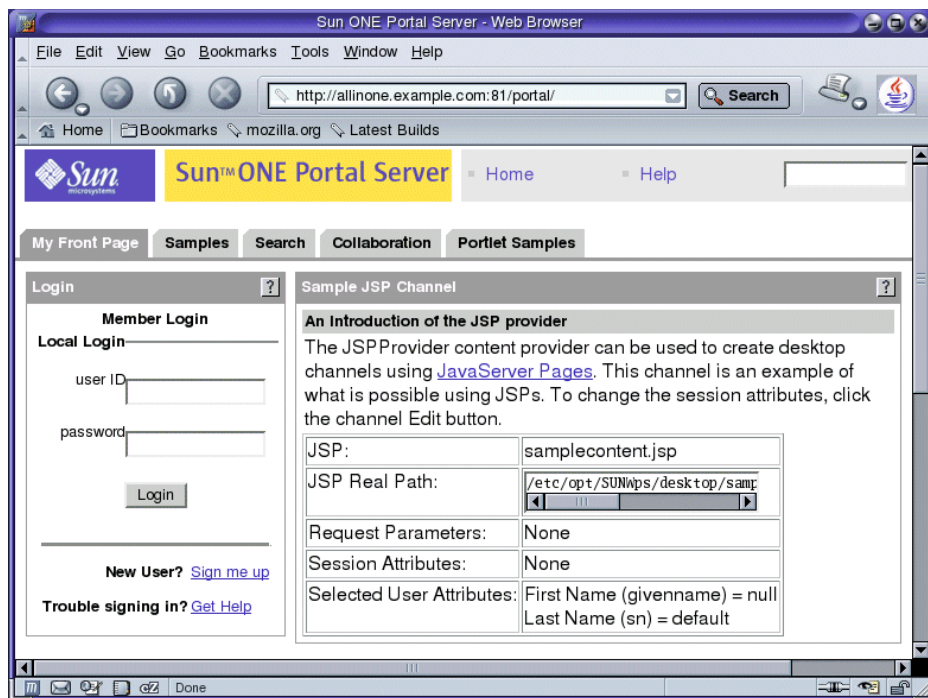 Sun ONE Portal Server - Web Browser
File Edit View Go Bookmarks Tools Window Help
http://allinone.example.com:81/portal/ Search
Home Bookmarks mozilla.org Latest Builds
Sun microsystems
Sun™ ONE Portal Server
Home Help
My Front Page Samples Search Collaboration Portlet Samples
Login ?
Member Login
Local Login
user ID
password
Login
New User? Sign me up
Trouble signing in? Get Help
Sample JSP Channel ?
An Introduction of the JSP provider
The JSPProvider content provider can be used to create desktop
channels using JavaServer Pages. This channel is an example of
what is possible using JSPs. To change the session attributes, click
the channel Edit button.
JSP: samplecontent.jsp
JSP Real Path: /etc/opt/SUNWps/desktop/samp
Request Parameters: None
Session Attributes: None
Selected User Attributes: First Name (givenname) = null
Last Name (sn) = default
Done